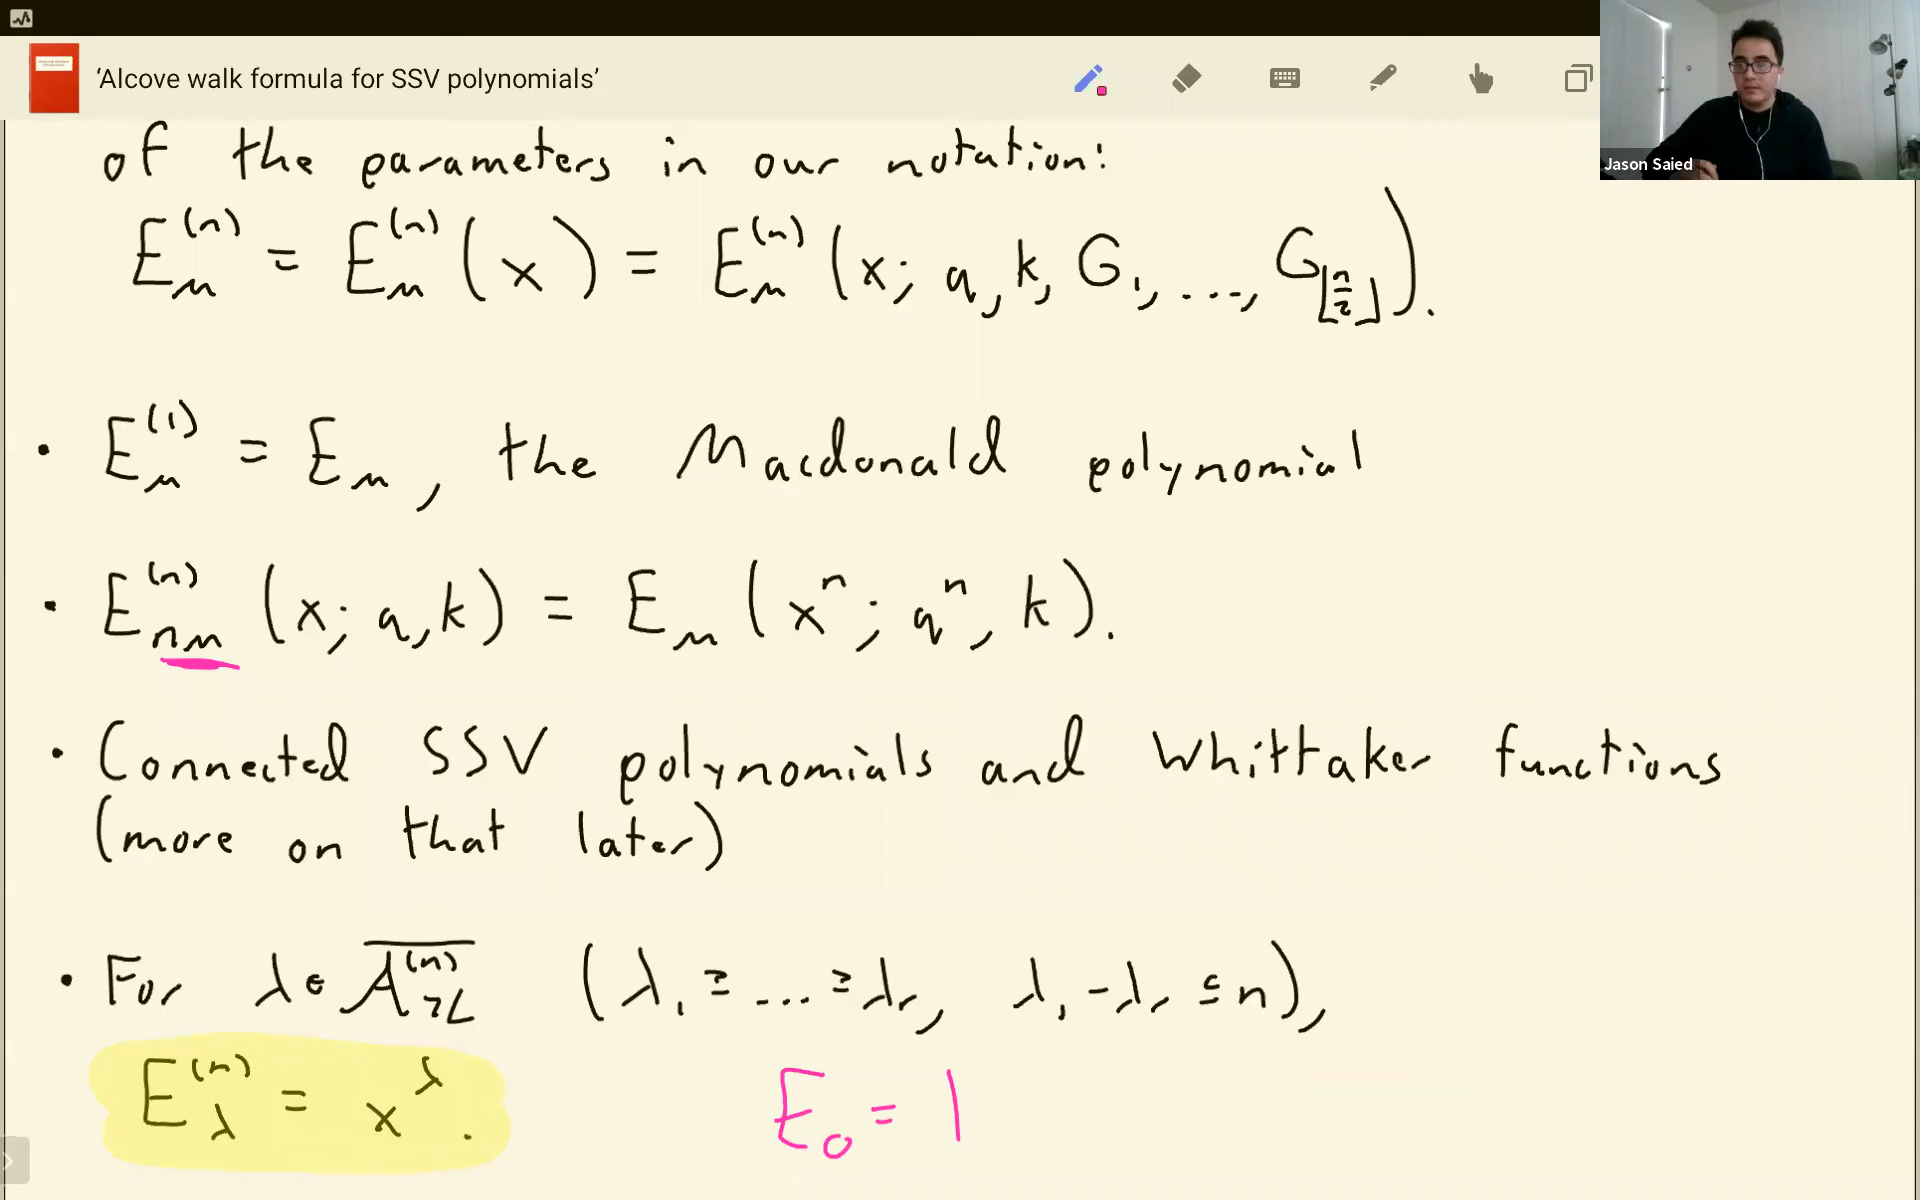 ‘Alcove walk formula for SSV polynomials’
Jason Saied
of the parameters in our notation:
E_μ^(n) = E_μ^(n) (x) = E_μ^(n) (x; q, k, G_1, ..., G_⌊n/2⌋).
• E_μ^(1) = E_μ, the Macdonald polynomial
• E_nμ^(n) (x; q, k) = E_μ (x^n; q^n, k).
• Connected SSV polynomials and Whittaker functions
(more on that later)
• For λ ∈ \overline{A_ℤ^(n)} (λ_1 ≥ ... ≥ λ_r, λ_1 - λ_r ≤ n),
E_λ^(n) = x^λ.
E_0 = 1